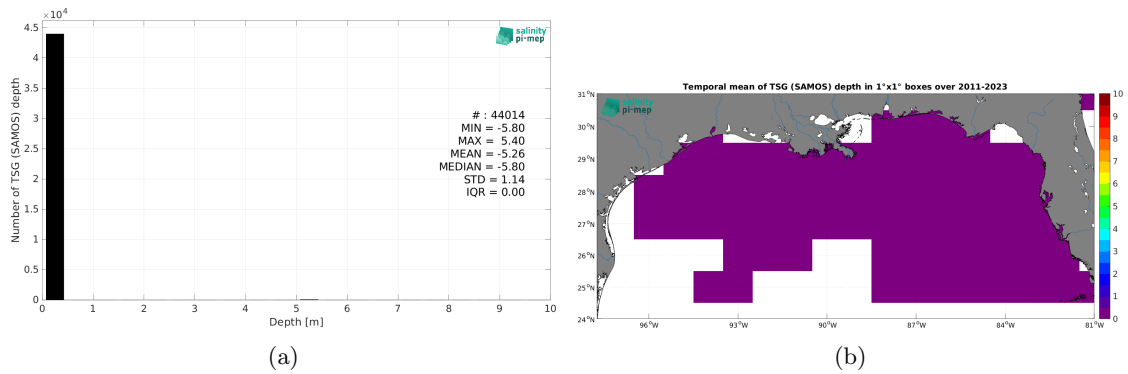 ×10⁴
4.5
4
3.5
3
2.5
2
1.5
1
0.5
0
Number of TSG (SAMOS) depth
salinity
pi-mep
# : 44014
MIN = -5.80
MAX = 5.40
MEAN = -5.26
MEDIAN = -5.80
STD = 1.14
IQR = 0.00
0 1 2 3 4 5 6 7 8 9 10
Depth [m]
(a)
Temporal mean of TSG (SAMOS) depth in 1°x1° boxes over 2011-2023
salinity
pi-mep
31°N
30°N
29°N
28°N
27°N
26°N
25°N
24°N
96°W 93°W 90°W 87°W 84°W 81°W
10
9
8
7
6
5
4
3
2
1
0
(b)